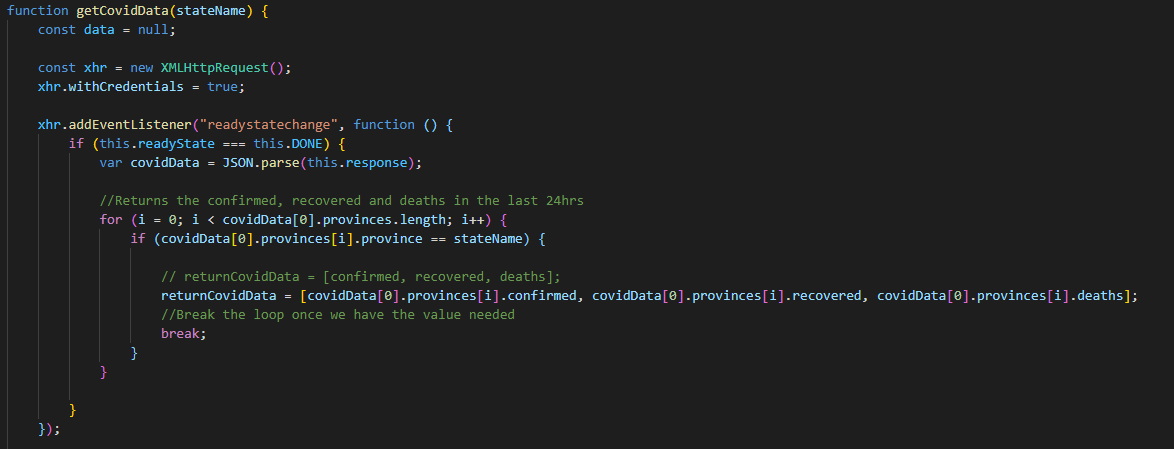 function getCovidData(stateName) {
const data = null;
const xhr = new XMLHttpRequest();
xhr.withCredentials = true;
xhr.addEventListener("readystatechange", function () {
if (this.readyState === this.DONE) {
var covidData = JSON.parse(this.response);
//Returns the confirmed, recovered and deaths in the last 24hrs
for (i = 0; i < covidData[0].provinces.length; i++) {
if (covidData[0].provinces[i].province == stateName) {
// returnCovidData = [confirmed, recovered, deaths];
returnCovidData = [covidData[0].provinces[i].confirmed, covidData[0].provinces[i].recovered, covidData[0].provinces[i].deaths];
//Break the loop once we have the value needed
break;
}
}
}
});